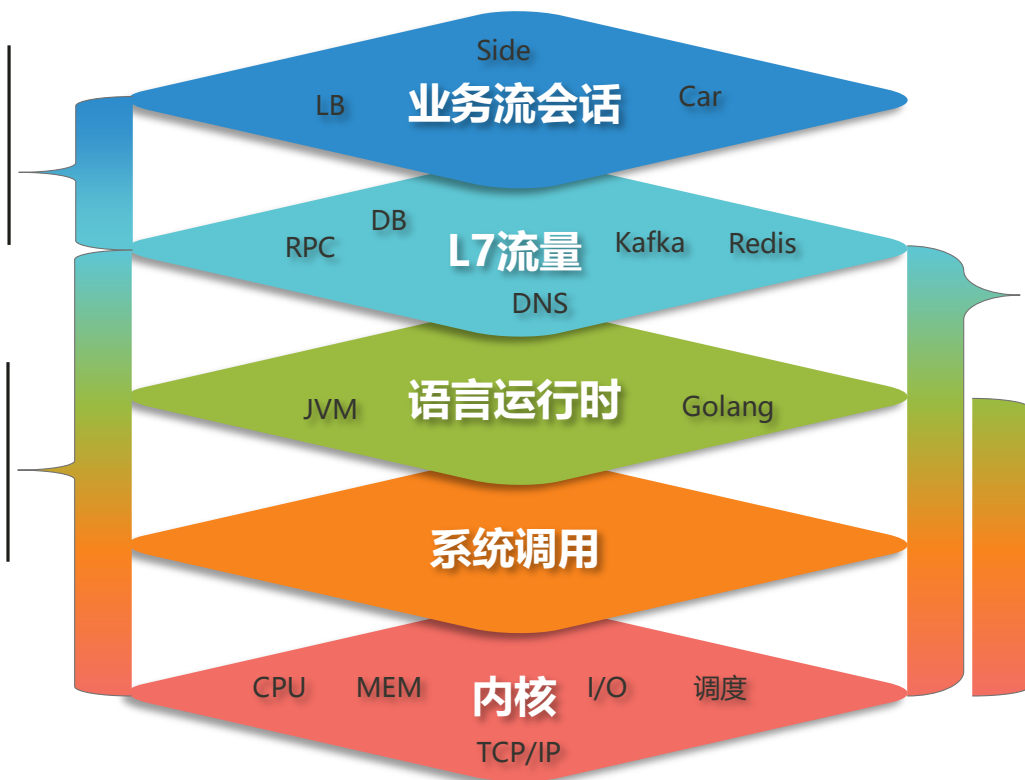 Side
LB
业务流会话
Car
DB
RPC
L7流量
Kafka
Redis
DNS
JVM
语言运行时
Golang
系统调用
CPU
MEM
内核
I/O
调度
TCP/IP